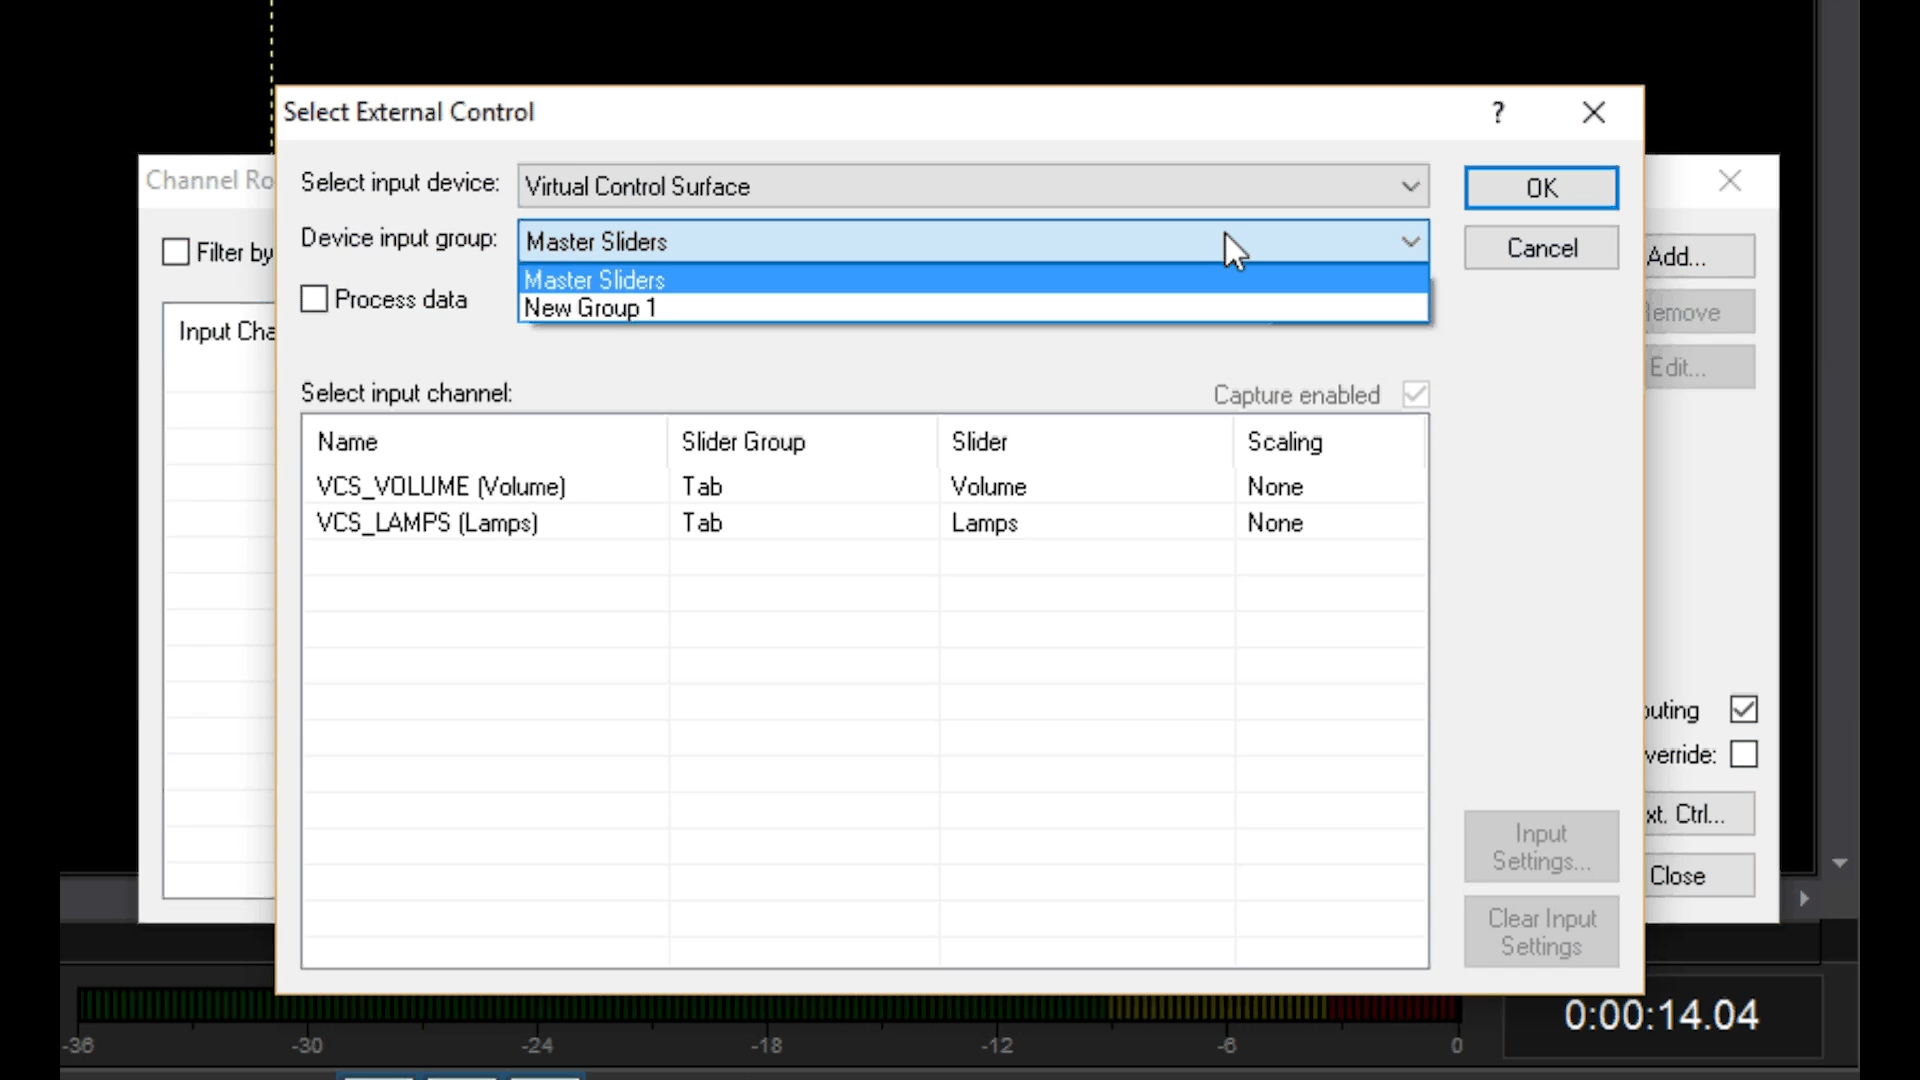 Select External Control
?
Channel Ro
Select input device:
Virtual Control Surface
OK
Device input group:
Master Sliders
Cancel
Filter by
Add...
Master Sliders
New Group 1
Process data
emove
Input Cha
Edit...
Select input channel:
Capture enabled
Name Slider Group Slider Scaling
VCS_VOLUME (Volume) Tab Volume None
VCS_LAMPS (Lamps) Tab Lamps None
outing
verride:
xt. Ctrl...
Input
Settings...
Close
Clear Input
Settings
0:00:14.04
-36 -30 -24 -18 -12 -6 0